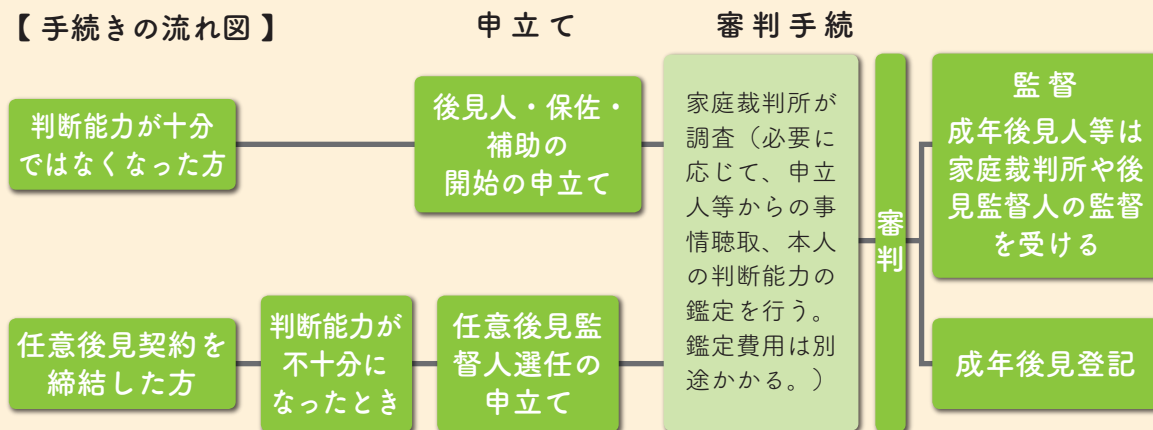 【 手続きの流れ図 】
申 立 て
審 判 手 続
判断能力が十分
ではなくなった方
後見人・保佐・
補助の
開始の申立て
任意後見契約を
締結した方
判断能力が
不十分に
なったとき
任意後見監
督人選任の
申立て
家庭裁判所が
調査（必要に
応じて、申立
人等からの事
情聴取、本人
の判断能力の
鑑定を行う。
鑑定費用は別
途かかる。）
審
判
監 督
成年後見人等は
家庭裁判所や後
見監督人の監督
を受ける
成年後見登記